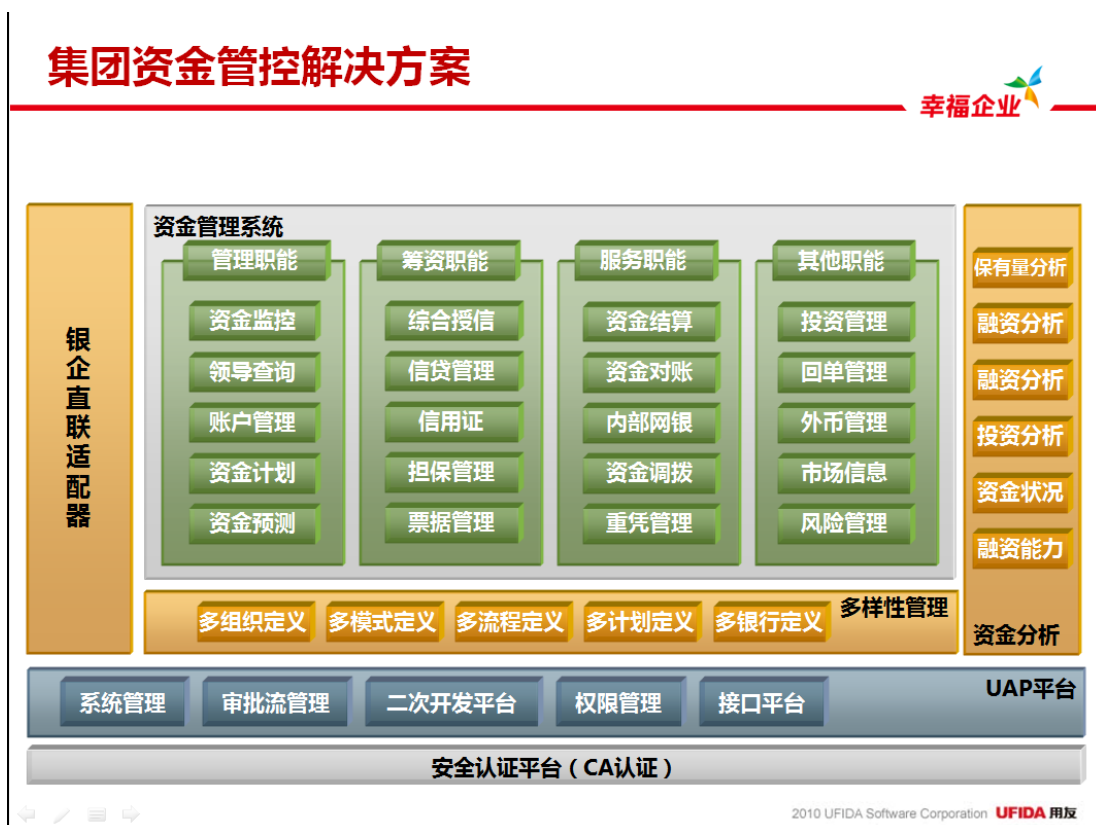 集团资金管控解决方案
幸福企业
银企直联适配器
资金管理系统
管理职能
资金监控
领导查询
账户管理
资金计划
资金预测
筹资职能
综合授信
信贷管理
信用证
担保管理
票据管理
服务职能
资金结算
资金对账
内部网银
资金调拨
重凭管理
其他职能
投资管理
回单管理
外币管理
市场信息
风险管理
保有量分析
融资分析
融资分析
投资分析
资金状况
融资能力
资金分析
多组织定义 多模式定义 多流程定义 多计划定义 多银行定义 多样性管理
系统管理 审批流管理 二次开发平台 权限管理 接口平台 UAP平台
安全认证平台（CA认证）
2010 UFIDA Software Corporation UFIDA 用友